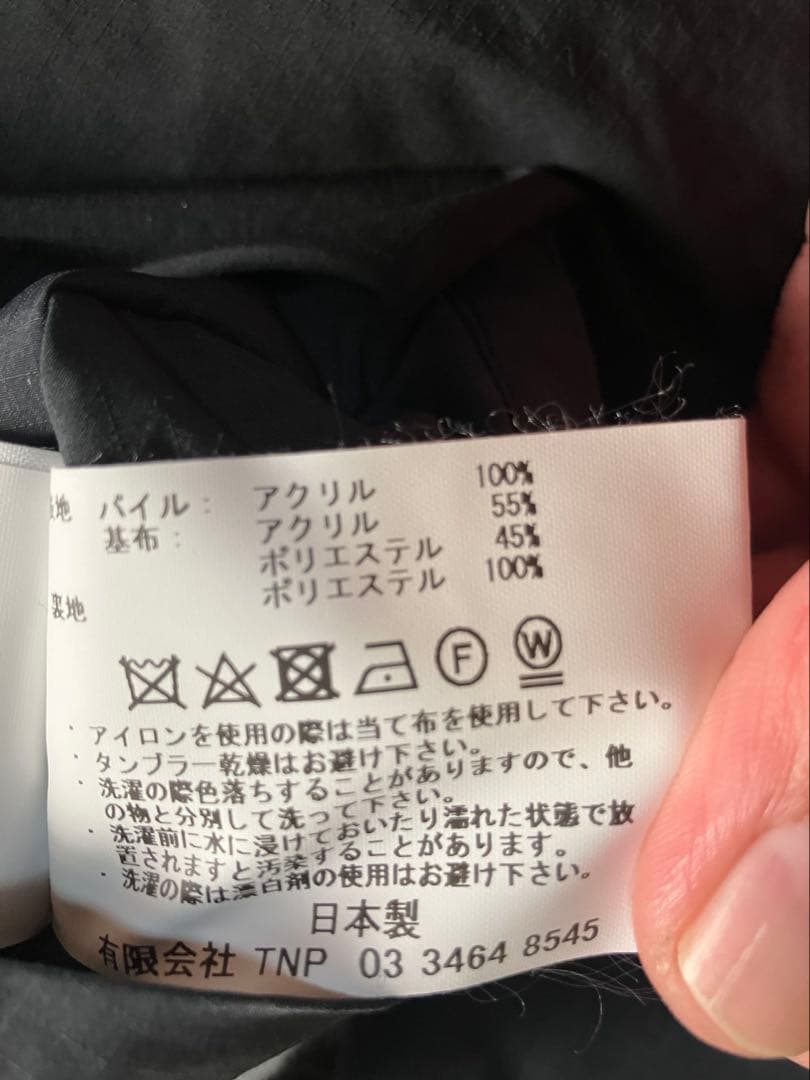 地 パイル: アクリル 100%
基布: アクリル 55%
ポリエステル 45%
裏地 ポリエステル 100%
F W
・アイロンを使用の際は当て布を使用して下さい。
・タンブラー乾燥はお避け下さい。
・洗濯の際色落ちすることがありますので、他
の物と分別して洗って下さい。
・洗濯前に水に浸けておいたり濡れた状態で放
置されますと汚染することがあります。
・洗濯の際は漂白剤の使用はお避け下さい。
日本製
有限会社 TNP 03 3464 8545